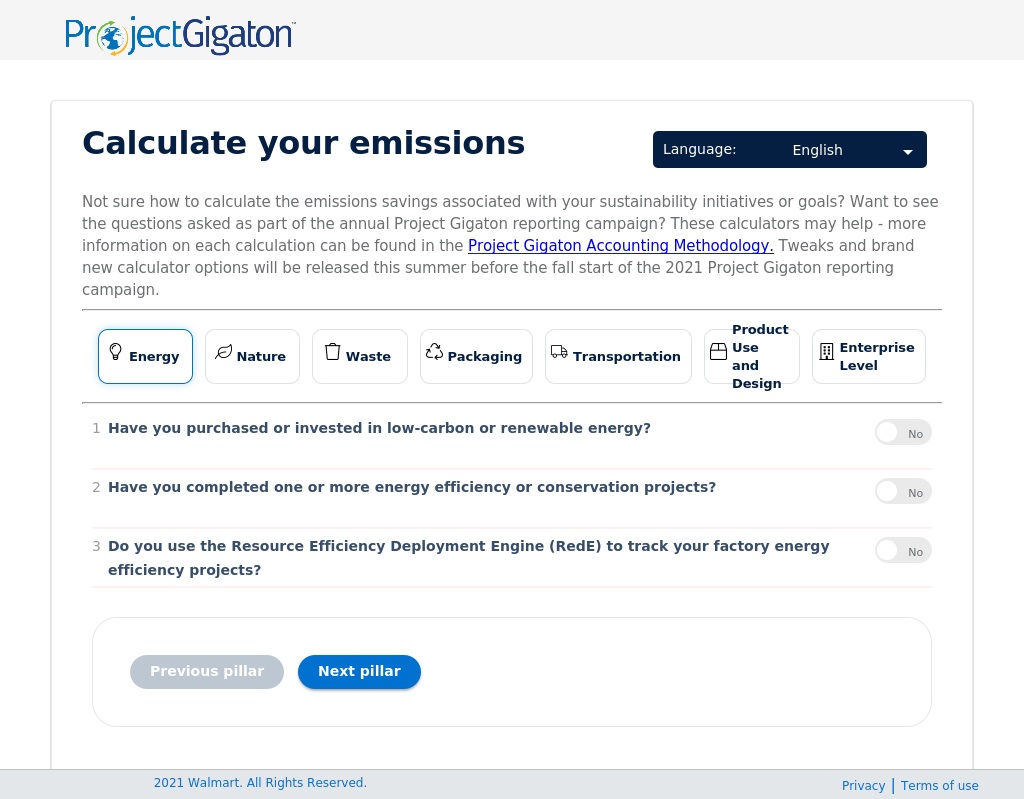 ProjectGigaton™
Calculate your emissions
Language: English
Not sure how to calculate the emissions savings associated with your sustainability initiatives or goals? Want to see
the questions asked as part of the annual Project Gigaton reporting campaign? These calculators may help - more
information on each calculation can be found in the Project Gigaton Accounting Methodology. Tweaks and brand
new calculator options will be released this summer before the fall start of the 2021 Project Gigaton reporting
campaign.
Energy
Nature
Waste
Packaging
Transportation
Product
Use
and
Design
Enterprise
Level
1 Have you purchased or invested in low-carbon or renewable energy? No
2 Have you completed one or more energy efficiency or conservation projects? No
3 Do you use the Resource Efficiency Deployment Engine (RedE) to track your factory energy No
efficiency projects?
Previous pillar Next pillar
2021 Walmart. All Rights Reserved. Privacy | Terms of use